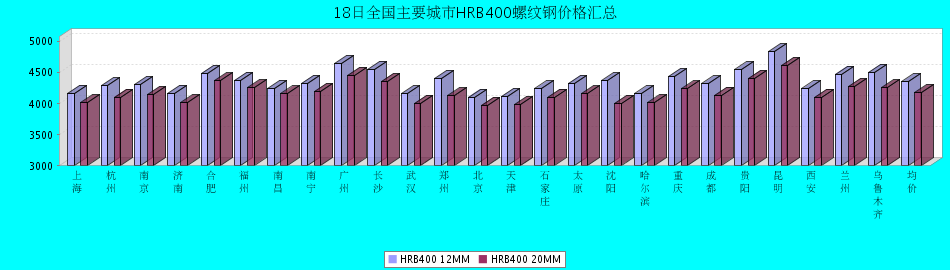 18日全国主要城市HRB400螺纹钢价格汇总
5000
4500
4000
3500
3000
上海 杭州 南京 济南 合肥 福州 南昌 南宁 广州 长沙 武汉 郑州 北京 天津 石家庄 太原 沈阳 哈尔滨 重庆 成都 贵阳 昆明 西安 兰州 乌鲁木齐 均价
HRB400 12MM HRB400 20MM